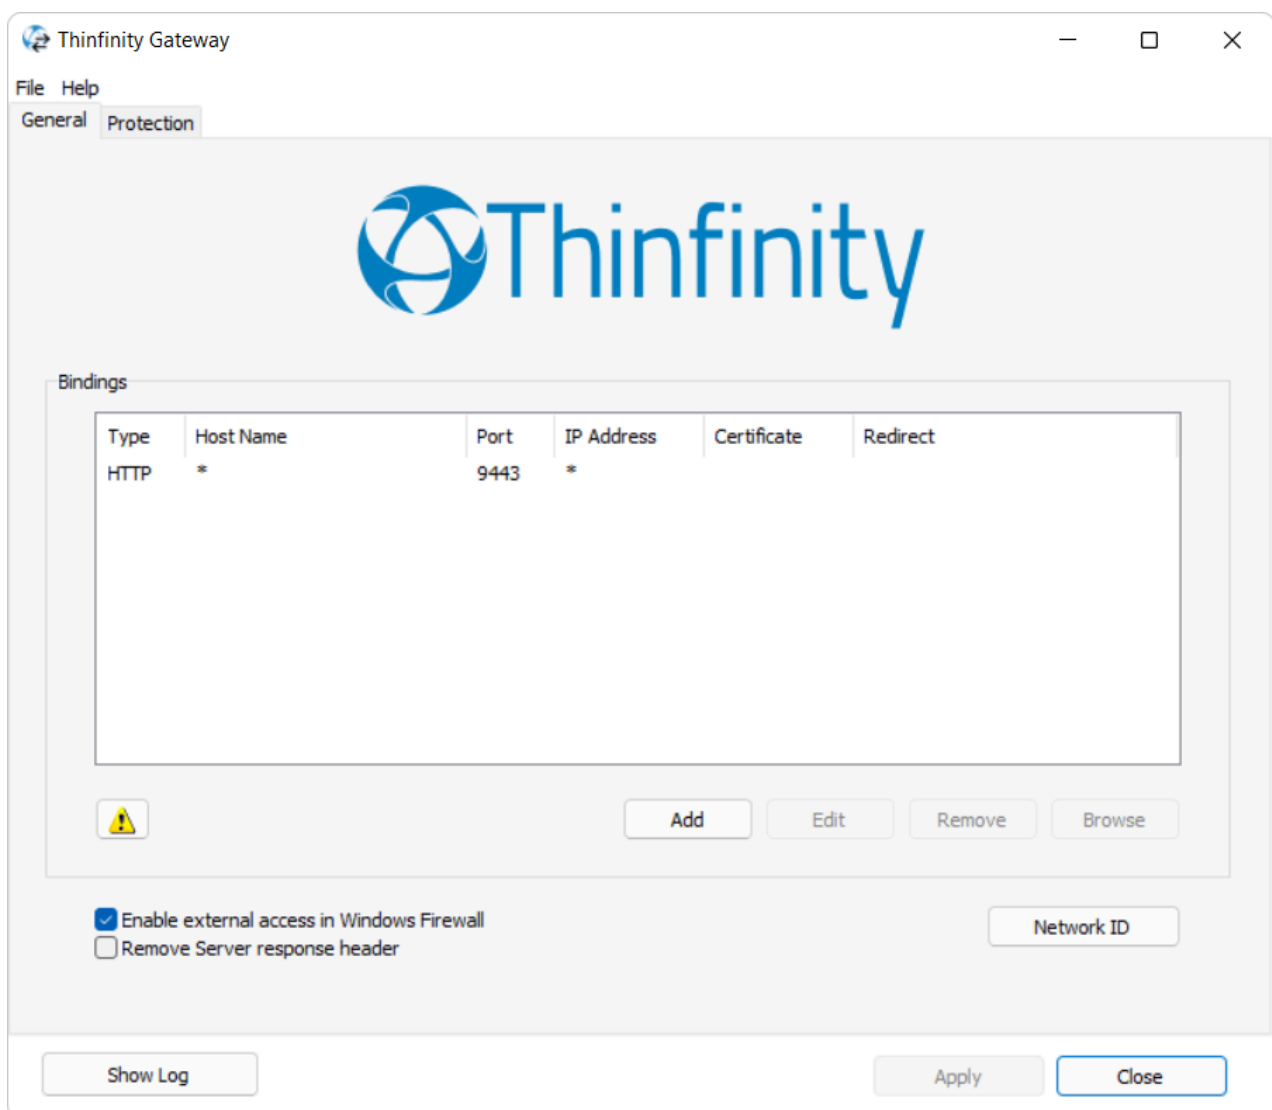 Thinfinity Gateway
File Help
General Protection
Thinfinity
Bindings
Type Host Name Port IP Address Certificate Redirect
HTTP * 9443 *
Add Edit Remove Browse
Enable external access in Windows Firewall
Network ID
Remove Server response header
Show Log Apply Close